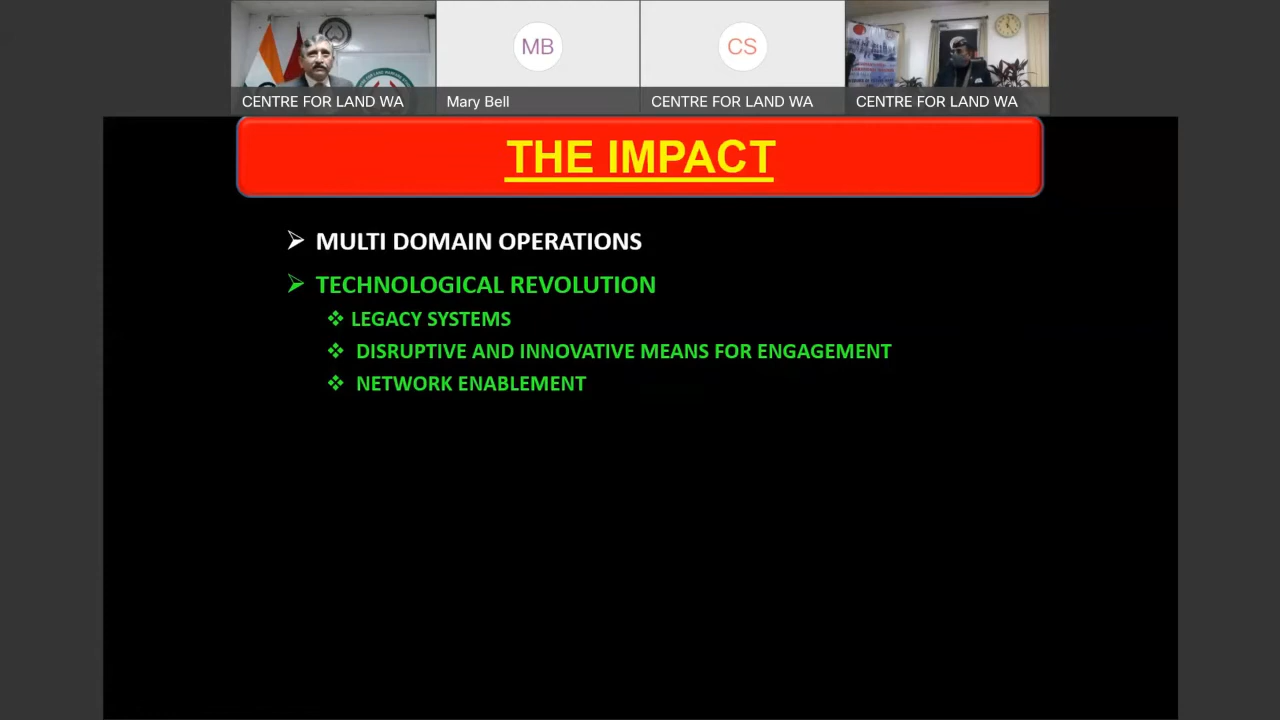 MB
CS
CENTRE FOR LAND WA
Mary Bell
CENTRE FOR LAND WA
CENTRE FOR LAND WA
THE IMPACT
MULTI DOMAIN OPERATIONS
TECHNOLOGICAL REVOLUTION
LEGACY SYSTEMS
DISRUPTIVE AND INNOVATIVE MEANS FOR ENGAGEMENT
NETWORK ENABLEMENT